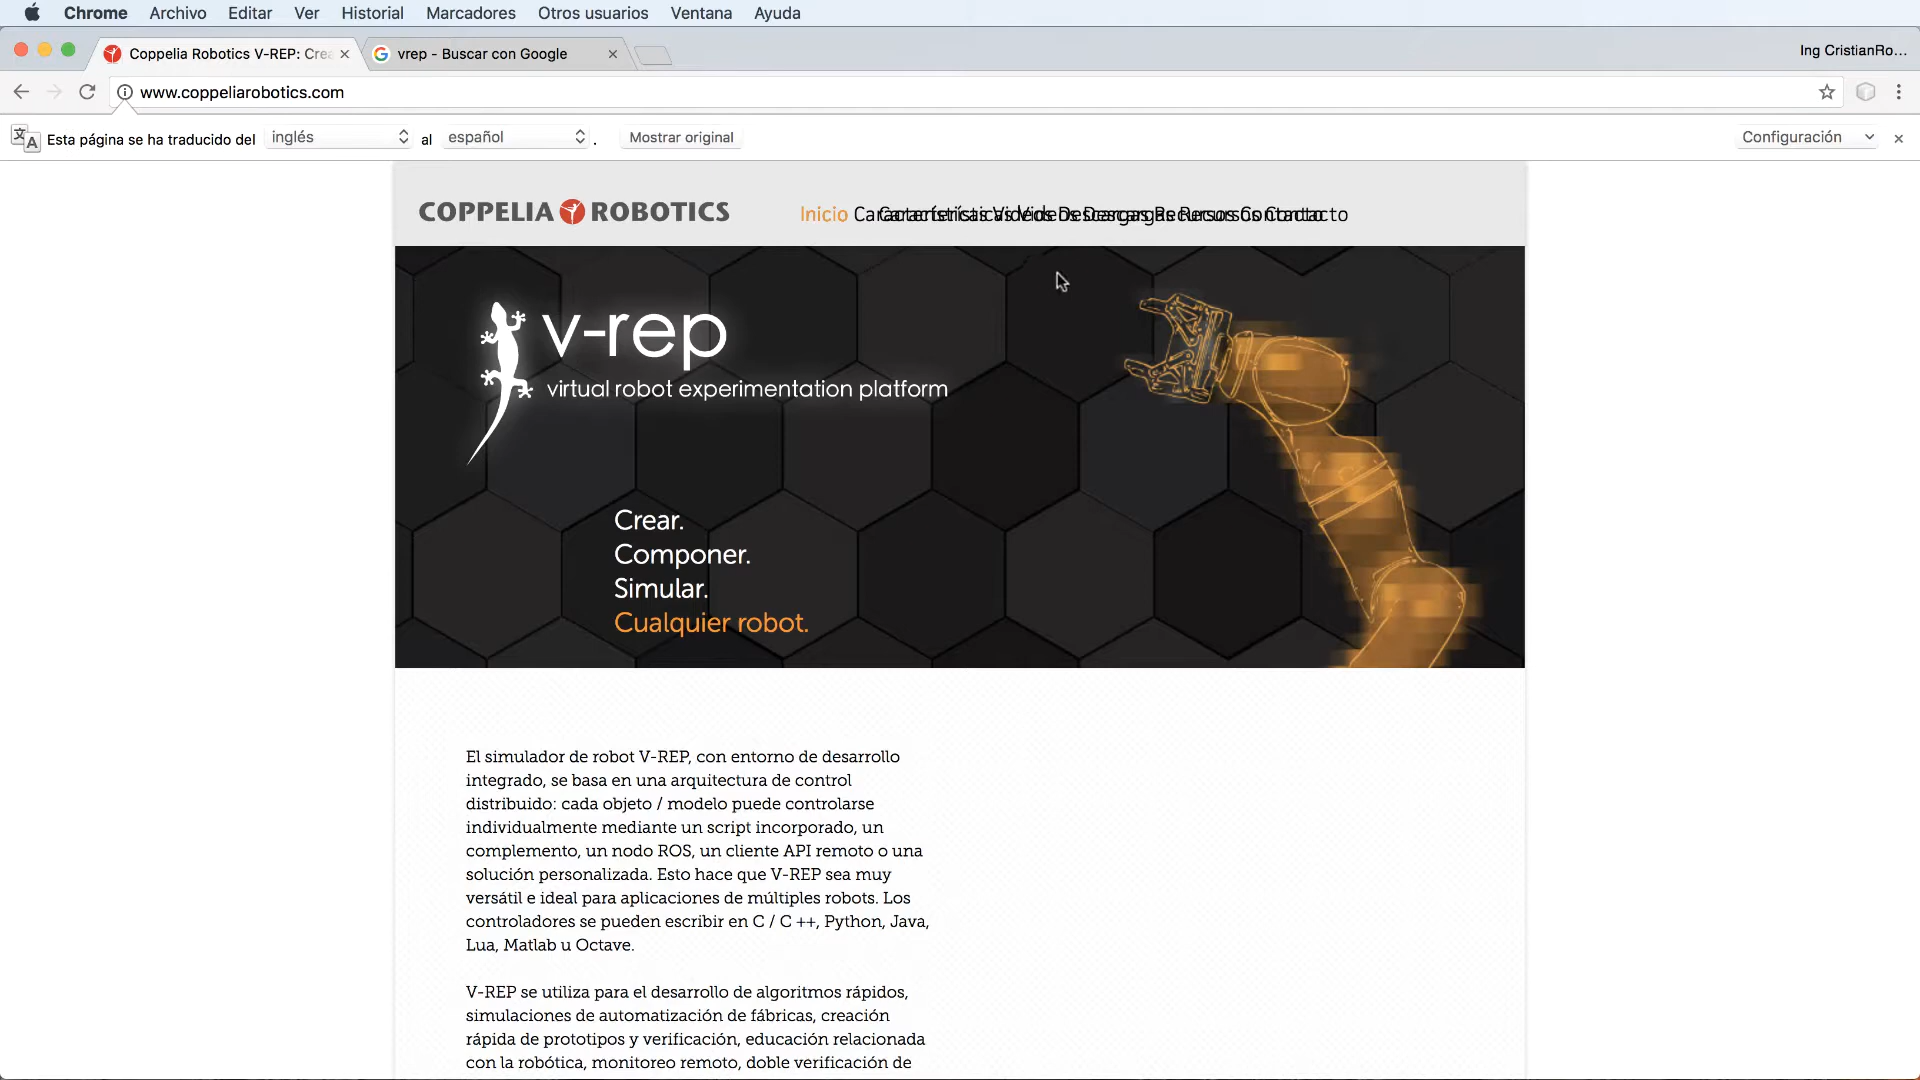 Chrome Archivo Editar Ver Historial Marcadores Otros usuarios Ventana Ayuda
Coppelia Robotics V-REP: Crea
vrep - Buscar con Google
Ing CristianRo...
www.coppeliarobotics.com
Esta página se ha traducido del inglés al español . Mostrar original Configuración
COPPELIA ROBOTICS
Inicio Características Videos Descargas Recursos Contacto
v-rep
virtual robot experimentation platform
Crear.
Componer.
Simular.
Cualquier robot.
El simulador de robot V-REP, con entorno de desarrollo
integrado, se basa en una arquitectura de control
distribuido: cada objeto / modelo puede controlarse
individualmente mediante un script incorporado, un
complemento, un nodo ROS, un cliente API remoto o una
solución personalizada. Esto hace que V-REP sea muy
versátil e ideal para aplicaciones de múltiples robots. Los
controladores se pueden escribir en C / C ++, Python, Java,
Lua, Matlab u Octave.
V-REP se utiliza para el desarrollo de algoritmos rápidos,
simulaciones de automatización de fábricas, creación
rápida de prototipos y verificación, educación relacionada
con la robótica, monitoreo remoto, doble verificación de